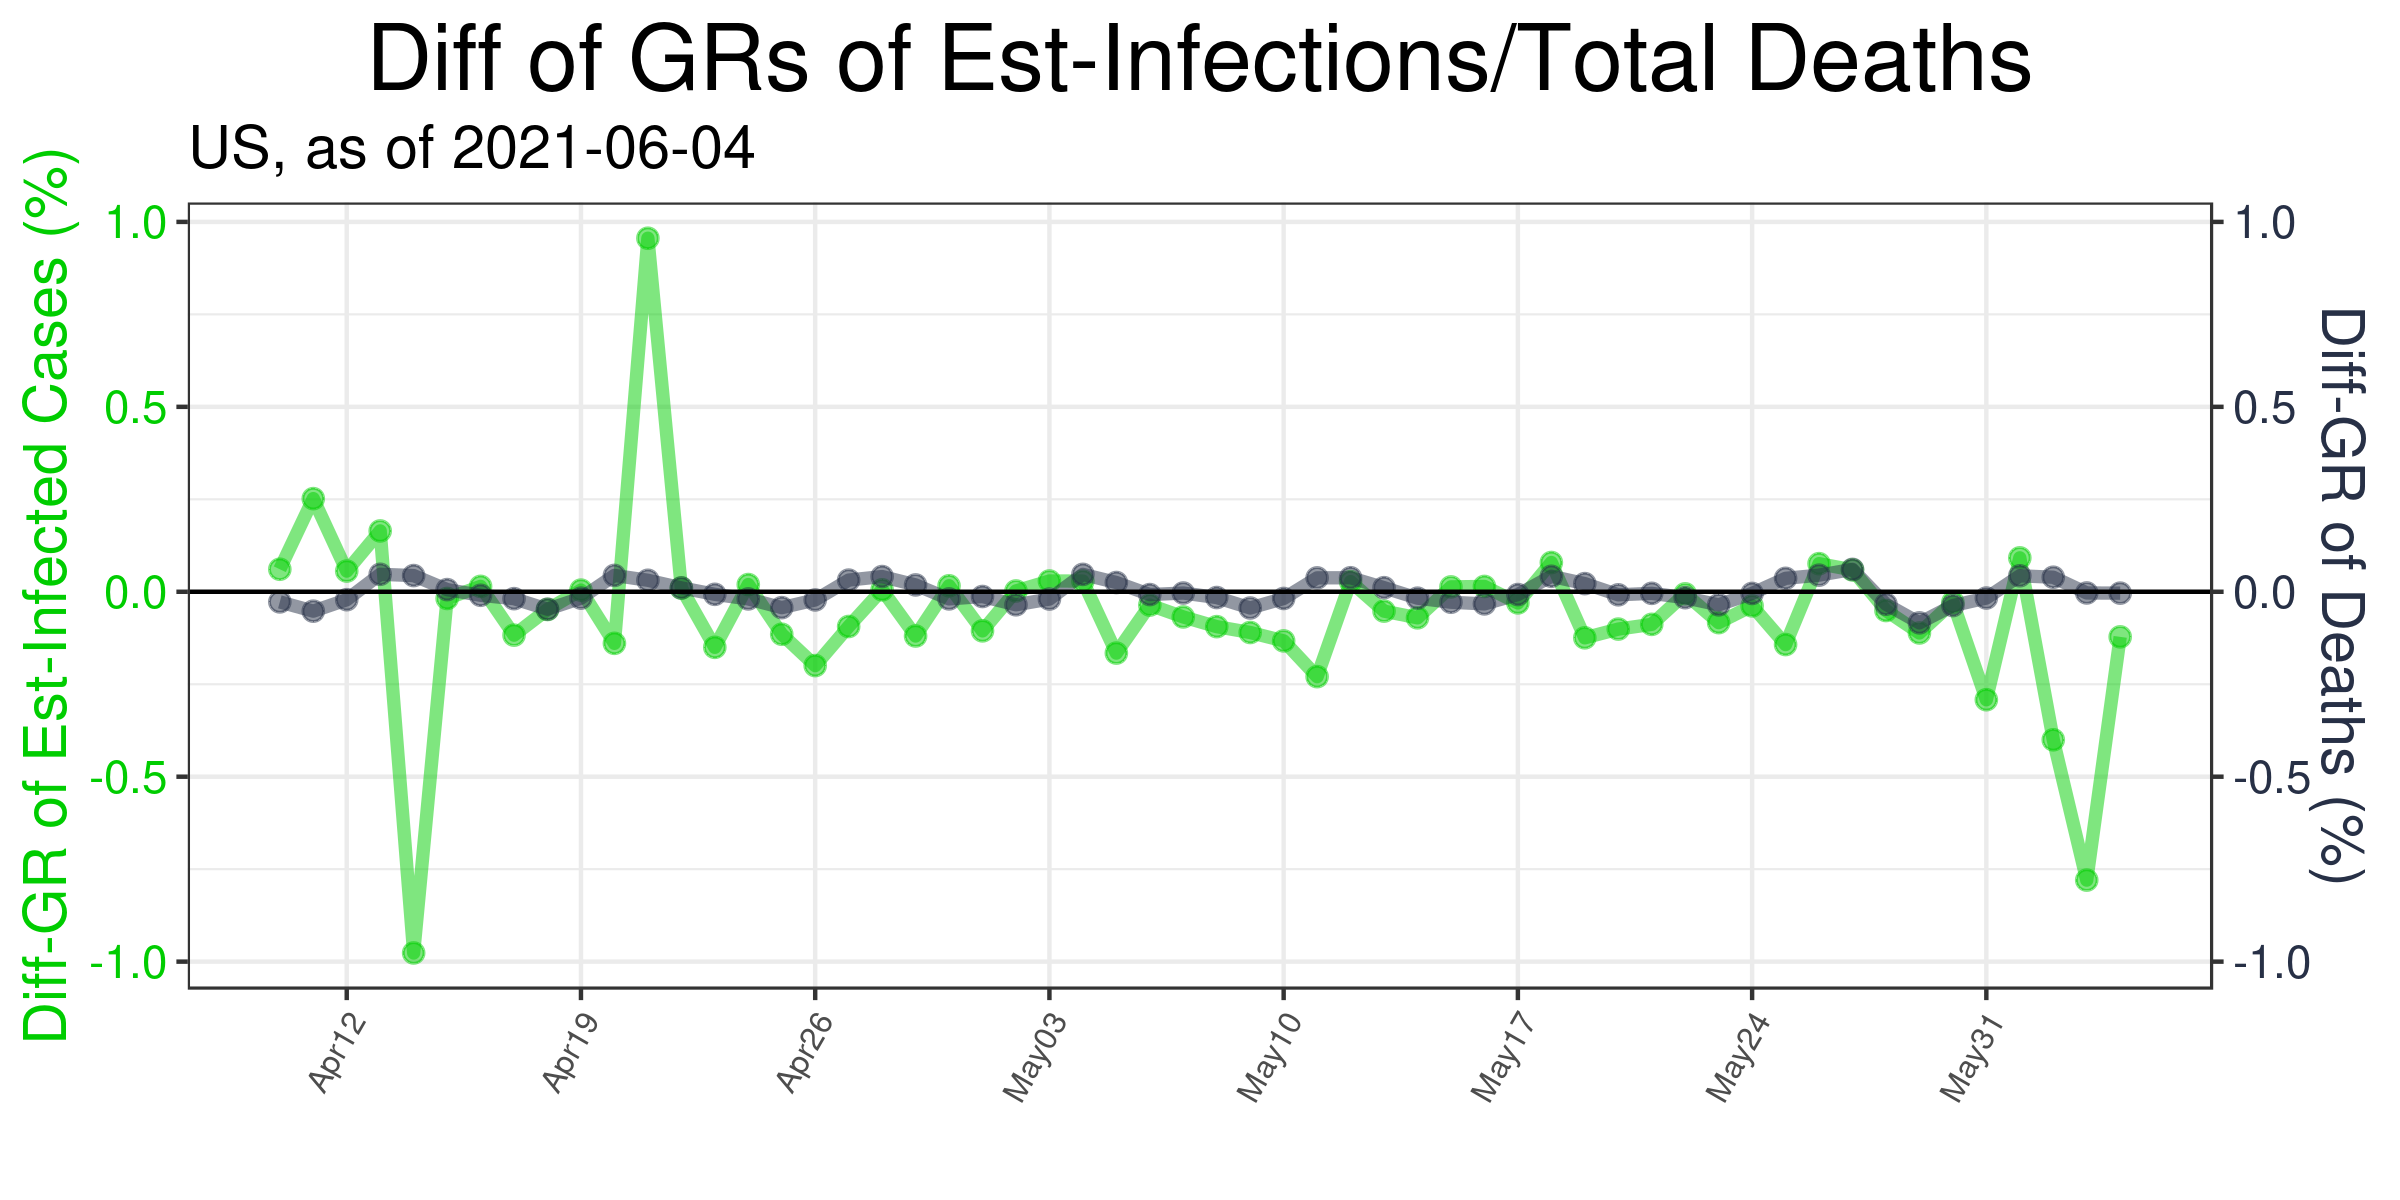 Diff of GRs of Est-Infections/Total Deaths
US, as of 2021-06-04
Diff-GR of Est-Infected Cases (%)
1.0
0.5
0.0
-0.5
-1.0
1.0
0.5
0.0
-0.5
-1.0
Diff-GR of Deaths (%)
Apr12
Apr19
Apr26
May03
May10
May17
May24
May31